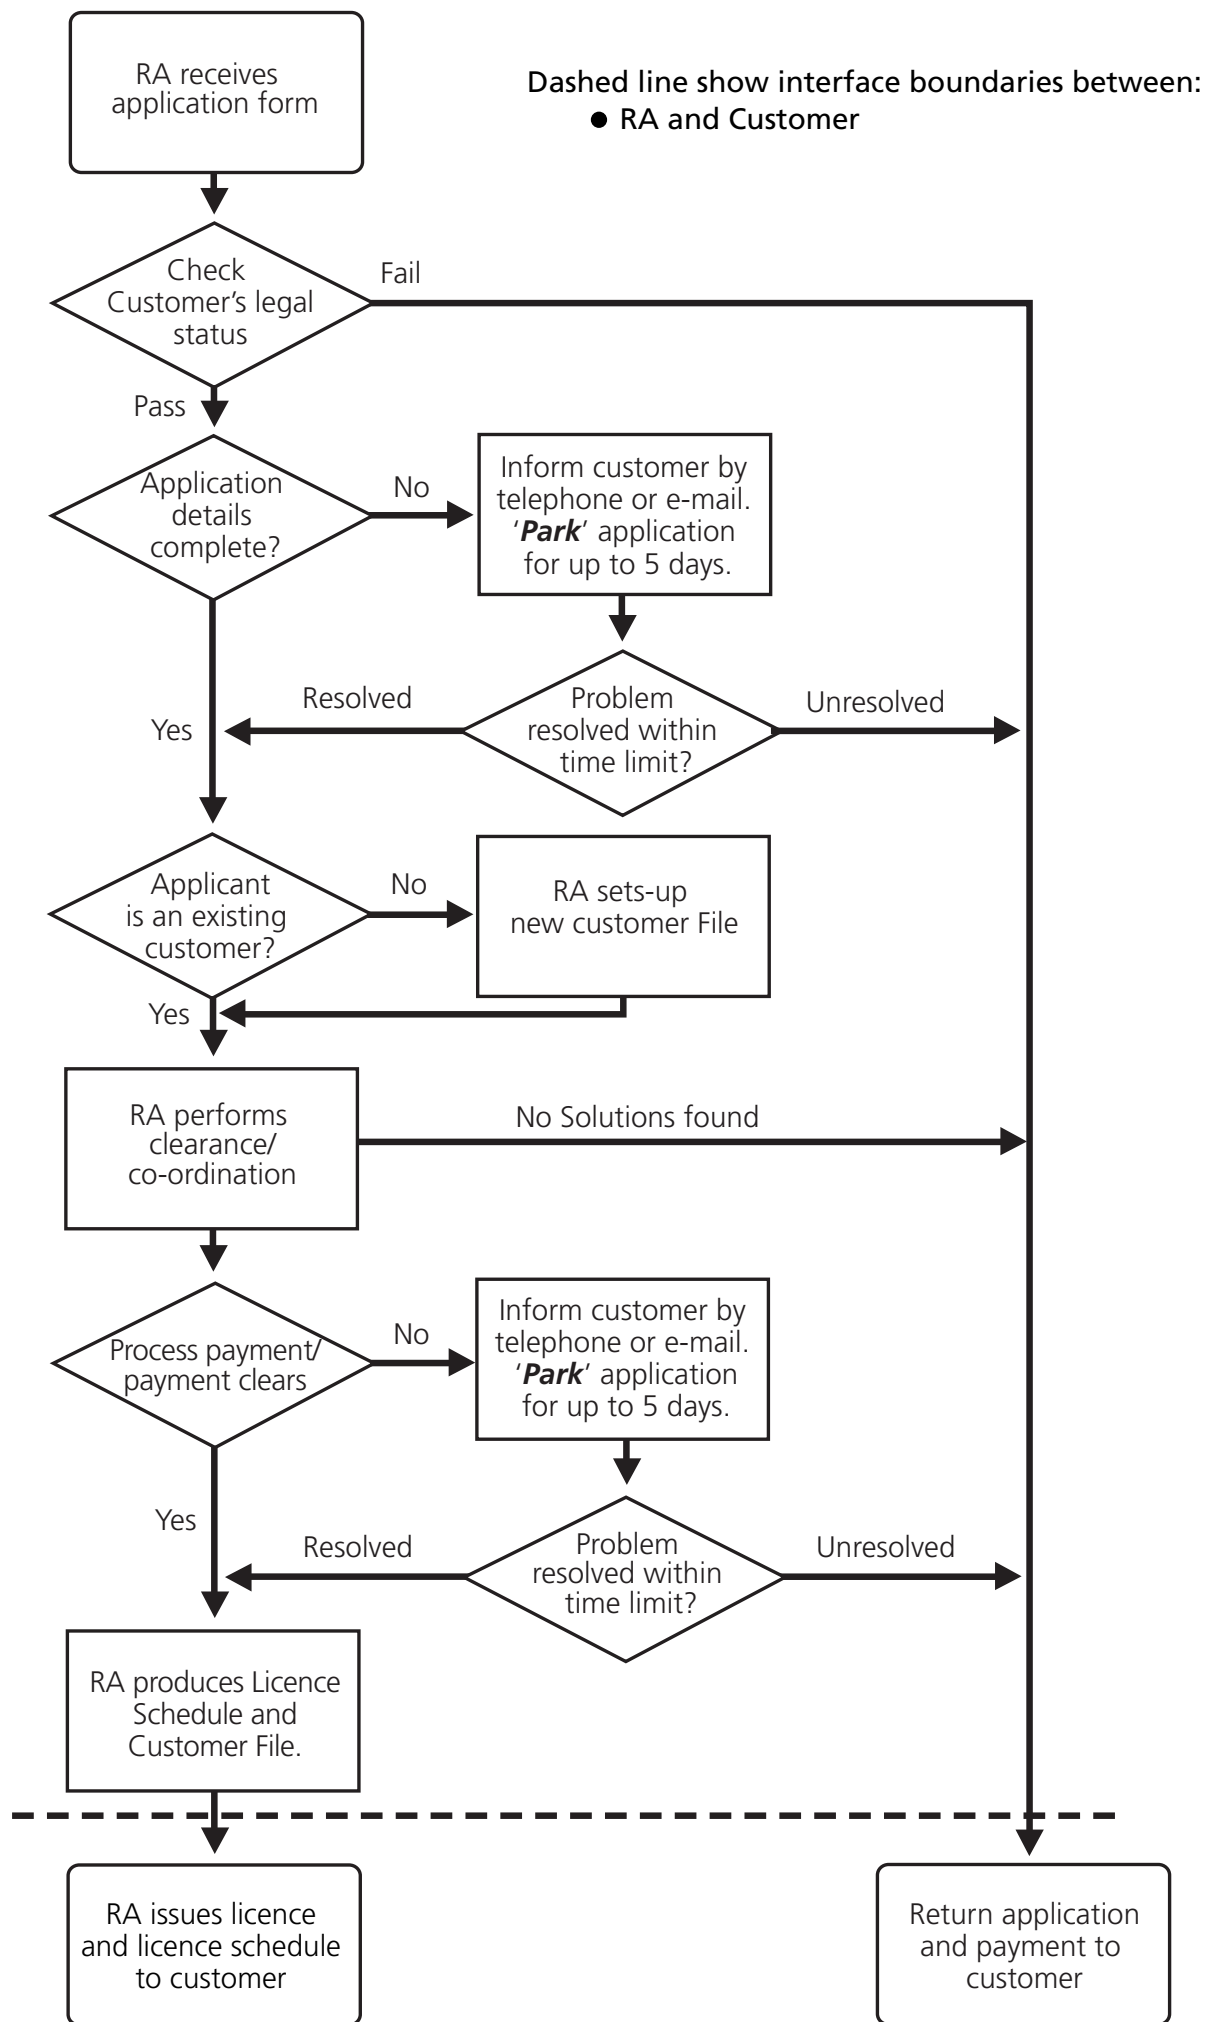 RA receives
application form
Dashed line show interface boundaries between:
● RA and Customer
Check
Customer’s legal
status
Fail
Pass
Application
details
complete?
No
Inform customer by
telephone or e-mail.
‘Park’ application
for up to 5 days.
Yes
Resolved
Problem
resolved within
time limit?
Unresolved
Applicant
is an existing
customer?
No
RA sets-up
new customer File
Yes
RA performs
clearance/
co-ordination
No Solutions found
Process payment/
payment clears
No
Inform customer by
telephone or e-mail.
‘Park’ application
for up to 5 days.
Yes
Resolved
Problem
resolved within
time limit?
Unresolved
RA produces Licence
Schedule and
Customer File.
RA issues licence
and licence schedule
to customer
Return application
and payment to
customer